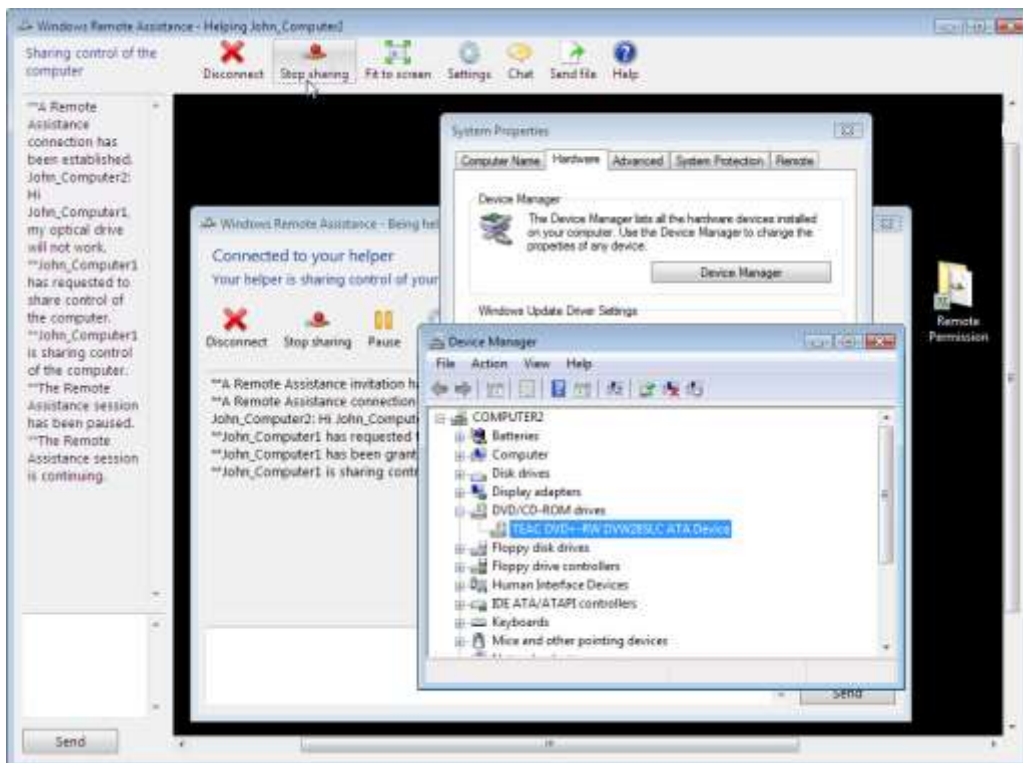 Windows Remote Assistance - Helping John_Computer2
Sharing control of the
computer
Disconnect Stop sharing Fit to screen Settings Chat Send file Help
**A Remote
Assistance
connection has
been established.
John_Computer2:
Hi
John_Computer1,
my optical drive
will not work.
**John_Computer1
has requested to
share control of
the computer.
**John_Computer1
is sharing control
of the computer.
**The Remote
Assistance session
has been paused.
**The Remote
Assistance session
is continuing.
Send
Windows Remote Assistance - Being hel
Connected to your helper
Your helper is sharing control of your
Disconnect Stop sharing Pause
**A Remote Assistance invitation h
**A Remote Assistance connection
John_Computer2: Hi John_Comput
**John_Computer1 has requested t
**John_Computer1 has been grant
**John_Computer1 is sharing contr
Send
System Properties
Computer Name Hardware Advanced System Protection Remote
Device Manager
The Device Manager lists all the hardware devices installed
on your computer. Use the Device Manager to change the
properties of any device.
Device Manager
Windows Update Driver Settings
Device Manager
File Action View Help
COMPUTER2
Batteries
Computer
Disk drives
Display adapters
DVD/CD-ROM drives
TEAC DVD+-RW DVW28SLC ATA Device
Floppy disk drives
Floppy drive controllers
Human Interface Devices
IDE ATA/ATAPI controllers
Keyboards
Mice and other pointing devices
Remote
Permission